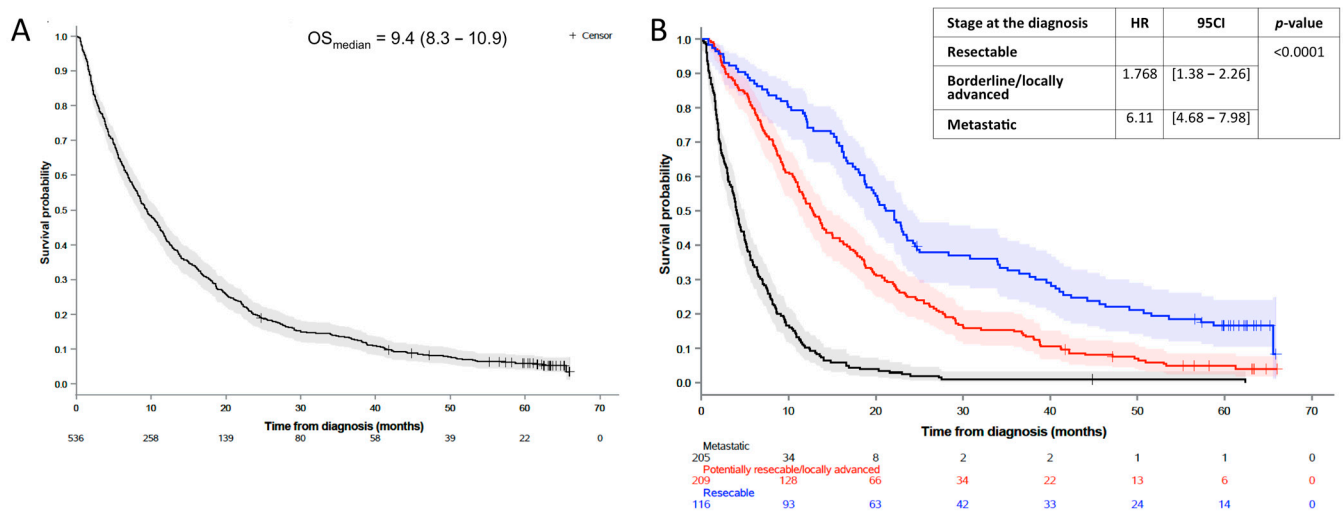 A
OSmedian = 9.4 (8.3 – 10.9)
+ Censor
Survival probability
1.0
0.9
0.8
0.7
0.6
0.5
0.4
0.3
0.2
0.1
0.0
0 10 20 30 40 50 60 70
Time from diagnosis (months)
536 258 139 80 58 39 22 0
B
Stage at the diagnosis HR 95CI p-value
Resectable <0.0001
Borderline/locally advanced 1.768 [1.38 – 2.26]
Metastatic 6.11 [4.68 – 7.98]
Survival probability
1.0
0.9
0.8
0.7
0.6
0.5
0.4
0.3
0.2
0.1
0.0
0 10 20 30 40 50 60 70
Time from diagnosis (months)
Metastatic
205 34 8 2 2 1 1 0
Potentially resecable/locally advanced
209 128 66 34 22 13 6 0
Resecable
116 93 63 42 33 24 14 0